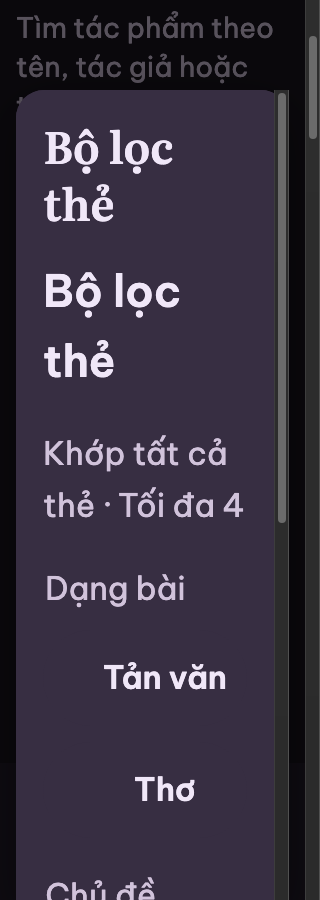 Tìm tác phẩm theo
tên, tác giả hoặc
Bộ lọc
thẻ
Bộ lọc
thẻ
Khớp tất cả
thẻ · Tối đa 4
Dạng bài
Tản văn
Thơ
Chủ đề